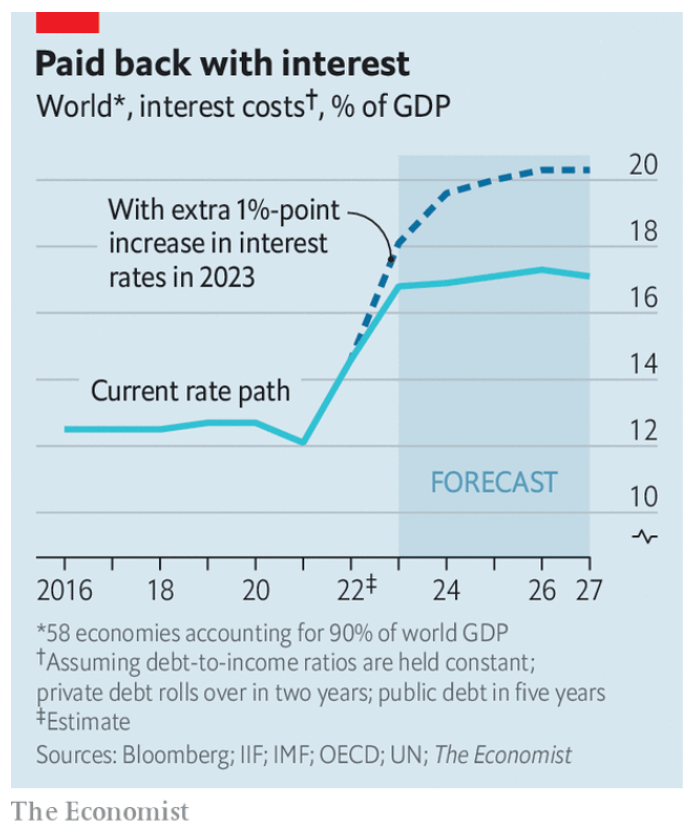 Paid back with interest
World*, interest costs†, % of GDP
20
With extra 1%-point
increase in interest
rates in 2023
18
16
14
Current rate path
12
FORECAST
10
2016 18 20 22‡ 24 26 27
*58 economies accounting for 90% of world GDP
†Assuming debt-to-income ratios are held constant;
private debt rolls over in two years; public debt in five years
‡Estimate
Sources: Bloomberg; IIF; IMF; OECD; UN; The Economist
The Economist